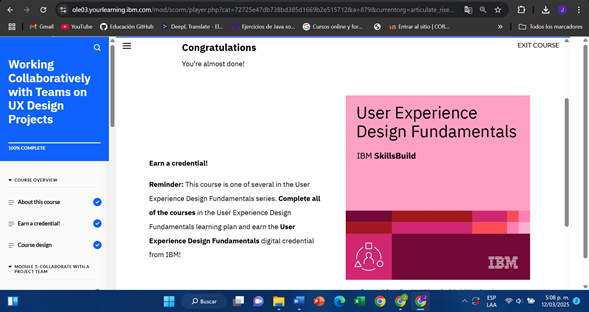 ole03.yourlearning.ibm.com/mod/scorm/player.php?cat=72725e47db738bd385d1669b2e515712&a=879&currentorg=articulate_rise...
Gmail YouTube Educación GitHub DeepL Translate - El... Ejercicios de Java so... Cursos online y for... Entrar al sitio | COR... » Todos los marcadores
Working
Collaboratively
with Teams on
UX Design
Projects
100% COMPLETE
COURSE OVERVIEW
About this course
Earn a credential!
Course design
MODULE 1: COLLABORATE WITH A
PROJECT TEAM
EXIT COURSE
Congratulations
You're almost done!
Earn a credential!
Reminder: This course is one of several in the User
Experience Design Fundamentals series. Complete all
of the courses in the User Experience Design
Fundamentals learning plan and earn the User
Experience Design Fundamentals digital credential
from IBM!
User Experience
Design Fundamentals
IBM SkillsBuild
IBM
Buscar
ESP
LAA
5:08 p. m.
12/03/2025